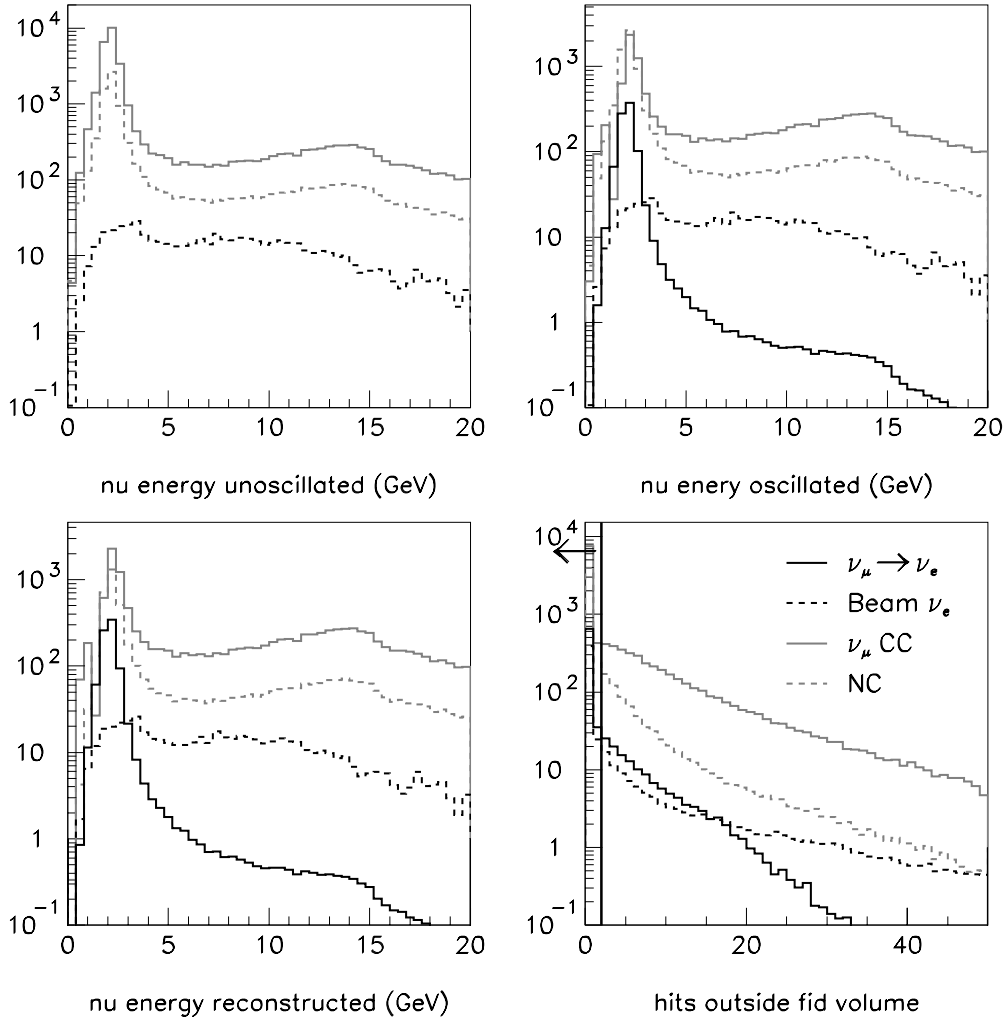 10^4
10^3
10^2
10
1
10^-1
0 5 10 15 20
nu energy unoscillated (GeV)
10^3
10^2
10
1
10^-1
0 5 10 15 20
nu enery oscillated (GeV)
10^3
10^2
10
1
10^-1
0 5 10 15 20
nu energy reconstructed (GeV)
10^4
10^3
10^2
10
1
10^-1
0 20 40
hits outside fid volume
ν_μ → ν_e
Beam ν_e
ν_μ CC
NC